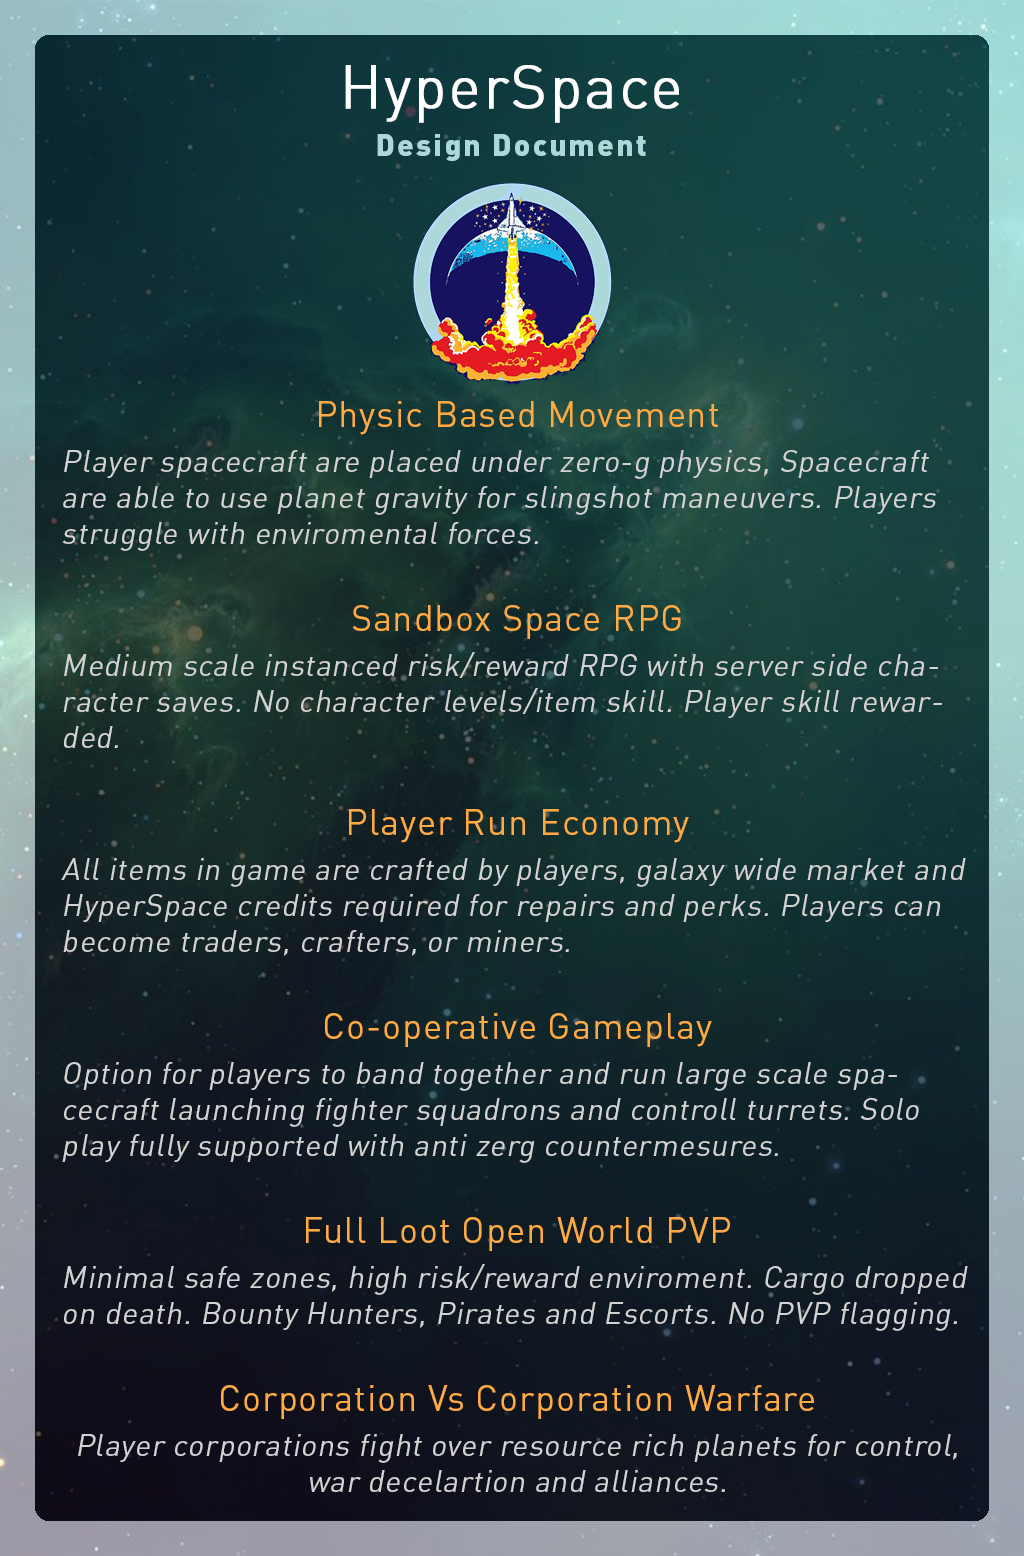 HyperSpace
Design Document
Physic Based Movement
Player spacecraft are placed under zero-g physics, Spacecraft
are able to use planet gravity for slingshot maneuvers. Players
struggle with enviromental forces.
Sandbox Space RPG
Medium scale instanced risk/reward RPG with server side cha-
racter saves. No character levels/item skill. Player skill rewar-
ded.
Player Run Economy
All items in game are crafted by players, galaxy wide market and
HyperSpace credits required for repairs and perks. Players can
become traders, crafters, or miners.
Co-operative Gameplay
Option for players to band together and run large scale spa-
cecraft launching fighter squadrons and controll turrets. Solo
play fully supported with anti zerg countermesures.
Full Loot Open World PVP
Minimal safe zones, high risk/reward enviroment. Cargo dropped
on death. Bounty Hunters, Pirates and Escorts. No PVP flagging.
Corporation Vs Corporation Warfare
Player corporations fight over resource rich planets for control,
war decelartion and alliances.